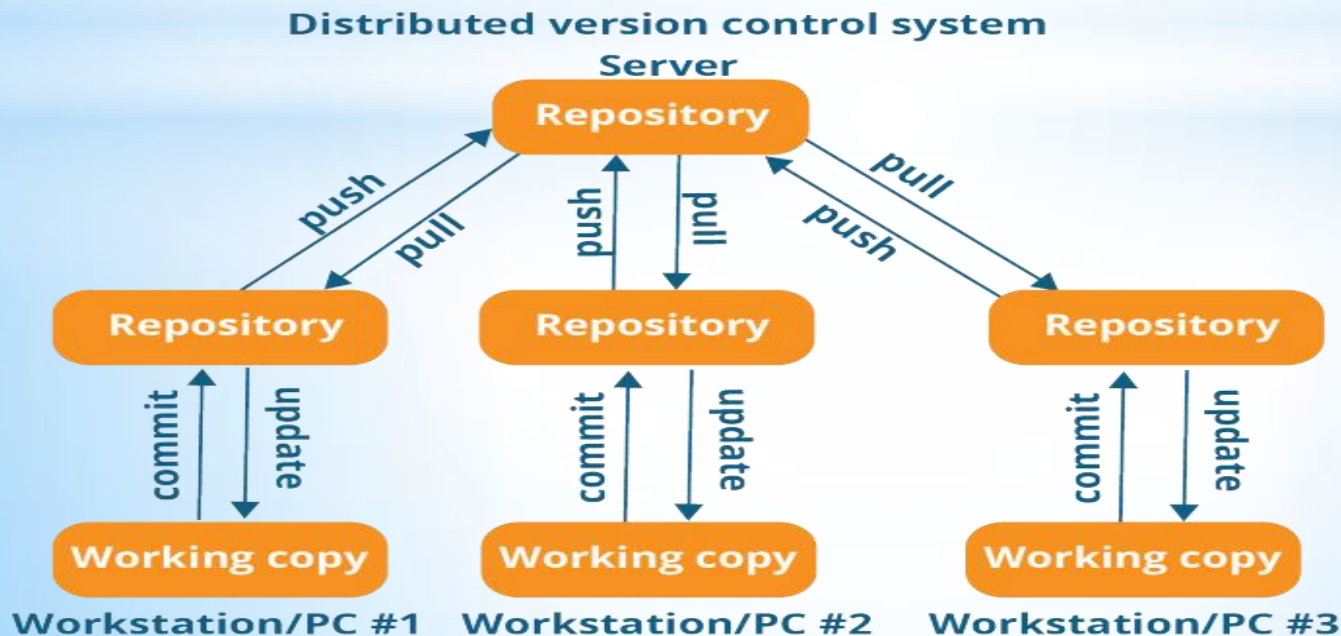 Distributed version control system
Server
Repository
push
pull
push
pull
push
pull
Repository
Repository
Repository
commit
update
commit
update
commit
update
Working copy
Working copy
Working copy
Workstation/PC #1
Workstation/PC #2
Workstation/PC #3